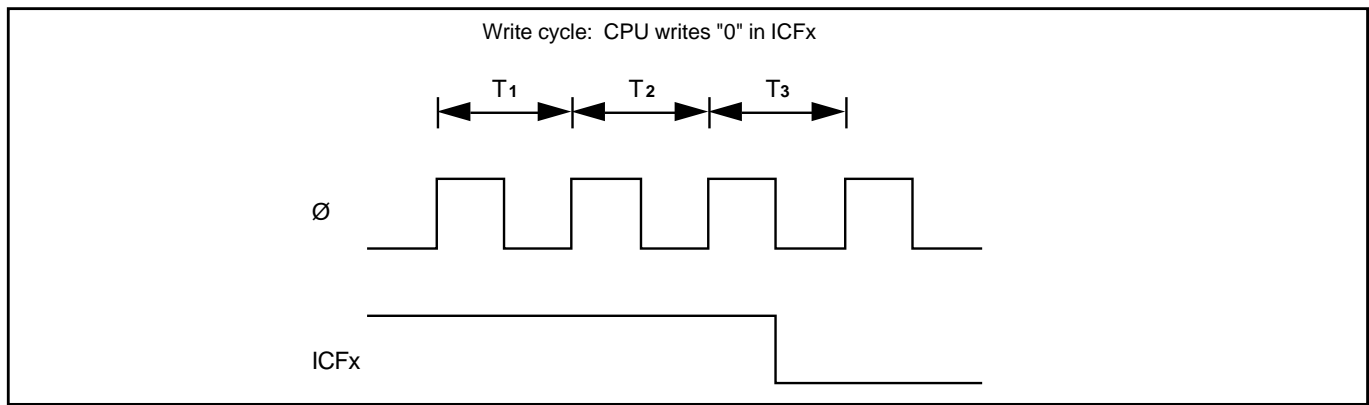 Write cycle: CPU writes "0" in ICFx
T1 T2 T3
Ø
ICFx